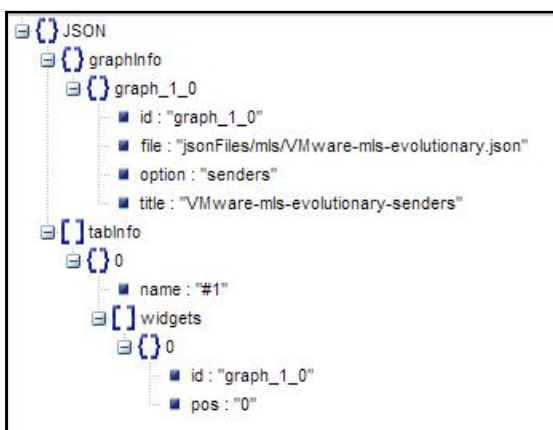 JSON
graphInfo
graph_1_0
id : "graph_1_0"
file : "jsonFiles/mls/VMware-mls-evolutionary.json"
option : "senders"
title : "VMware-mls-evolutionary-senders"
tabInfo
0
name : "#1"
widgets
0
id : "graph_1_0"
pos : "0"